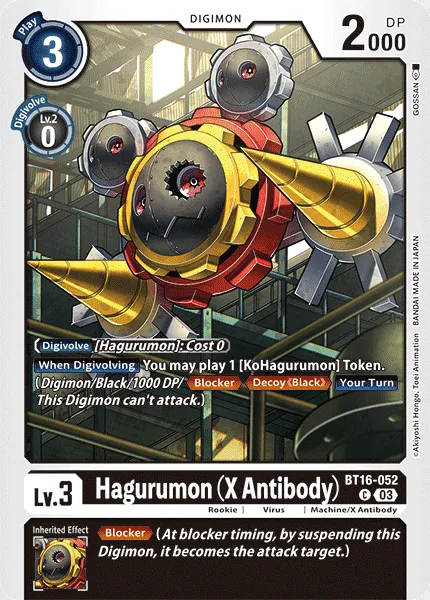 Play
3
DIGIMON
2000 DP
Digivolve
Lv.2
0
GOSSAN
©Akiyoshi Hongo, Toei Animation BANDAI MADE IN JAPAN
Digivolve [Hagurumon]: Cost 0
When Digivolving You may play 1 [KoHagurumon] Token.
(Digimon/Black/1000 DP/ Blocker Decoy《Black》 Your Turn
This Digimon can't attack.)
Lv.3 Hagurumon (X Antibody) BT16-052
C 03
Rookie | Virus | Machine/X Antibody
Inherited Effect
Blocker (At blocker timing, by suspending this
Digimon, it becomes the attack target.)